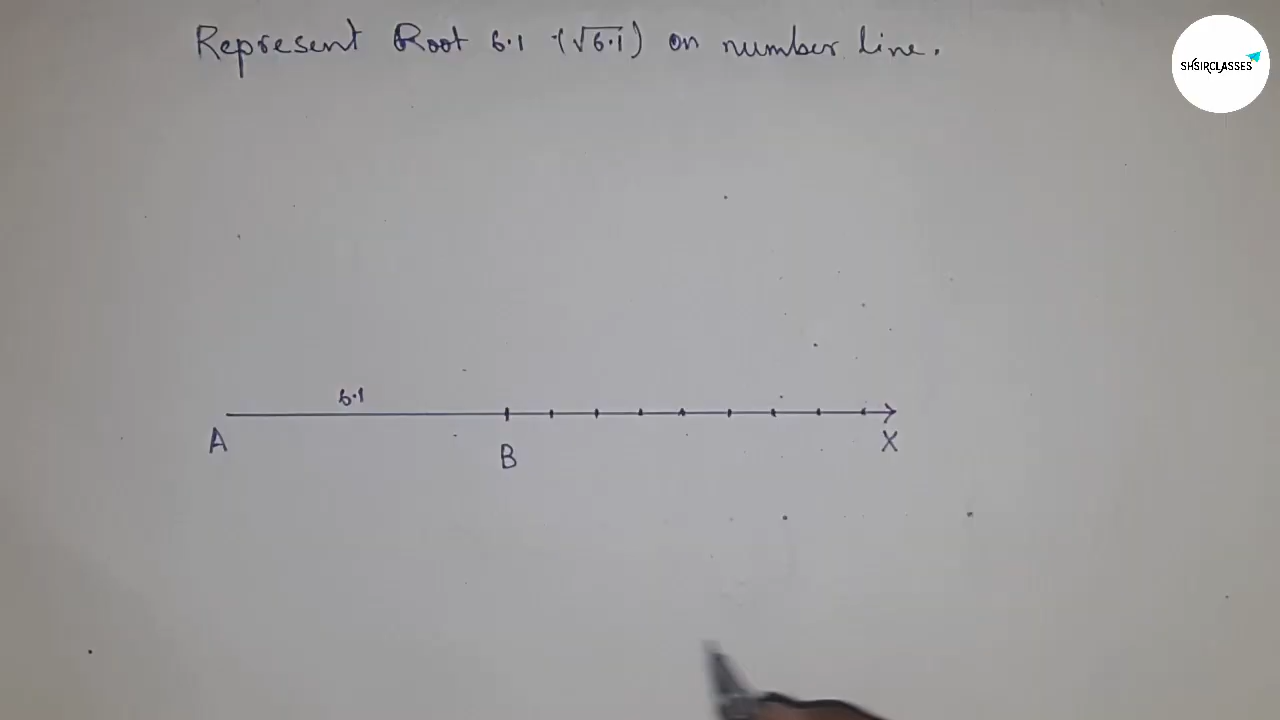 Represent Root 6.1 (√6.1) on number line.
SHSIRCLASSES
6.1
A
B
X